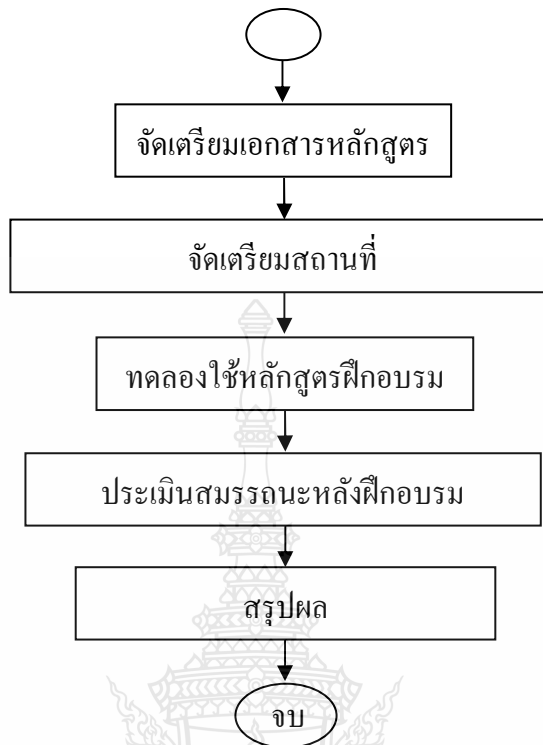 จัดเตรียมเอกสารหลักสูตร
จัดเตรียมสถานที่
ทดลองใช้หลักสูตรฝึกอบรม
ประเมินสมรรถนะหลังฝึกอบรม
สรุปผล
จบ